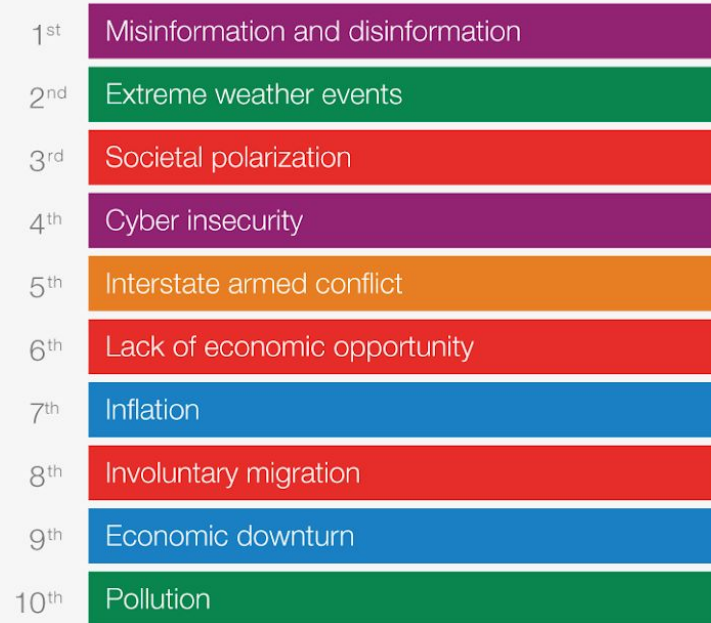 1st Misinformation and disinformation
2nd Extreme weather events
3rd Societal polarization
4th Cyber insecurity
5th Interstate armed conflict
6th Lack of economic opportunity
7th Inflation
8th Involuntary migration
9th Economic downturn
10th Pollution